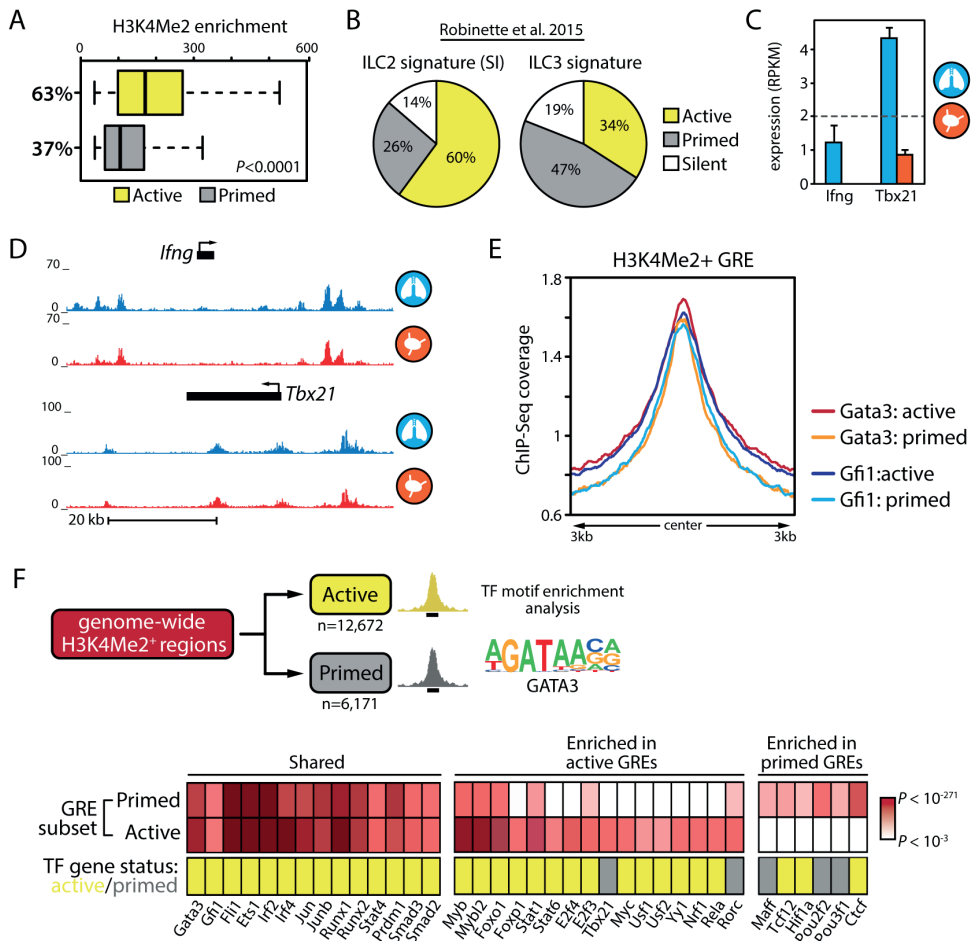 A
H3K4Me2 enrichment
0 300 600
63%
37%
P<0.0001
Active Primed
B
Robinette et al. 2015
ILC2 signature (SI) ILC3 signature
14%
26%
60%
19%
34%
47%
Active
Primed
Silent
C
expression (RPKM)
4
3
2
1
0
Ifng Tbx21
D
Ifng
70
0
70
0
Tbx21
100
0
100
0
20 kb
E
H3K4Me2+ GRE
ChIP-Seq coverage
1.8
1.4
1
0.6
3kb center 3kb
Gata3: active
Gata3: primed
Gfi1:active
Gfi1: primed
F
genome-wide
H3K4Me2+ regions
Active
n=12,672
Primed
n=6,171
TF motif enrichment
analysis
GATA3
Shared
Enriched in
active GREs
Enriched in
primed GREs
GRE
subset
Primed
Active
P < 10-271
P < 10-3
TF gene status:
active/primed
Gata3
Gfi1
Fli1
Ets1
Irf2
Irf4
Jun
Junb
Runx1
Runx2
Stat4
Prdm1
Smad3
Smad2
Myb
Mybl2
Foxo1
Foxp1
Stat1
Stat6
E2f4
E2f3
Tbx21
Myc
Usf1
Usf2
Yy1
Nrf1
Rela
Rorc
Maff
Tcf12
Hif1a
Pou2f2
Pou3f1
Ctcf